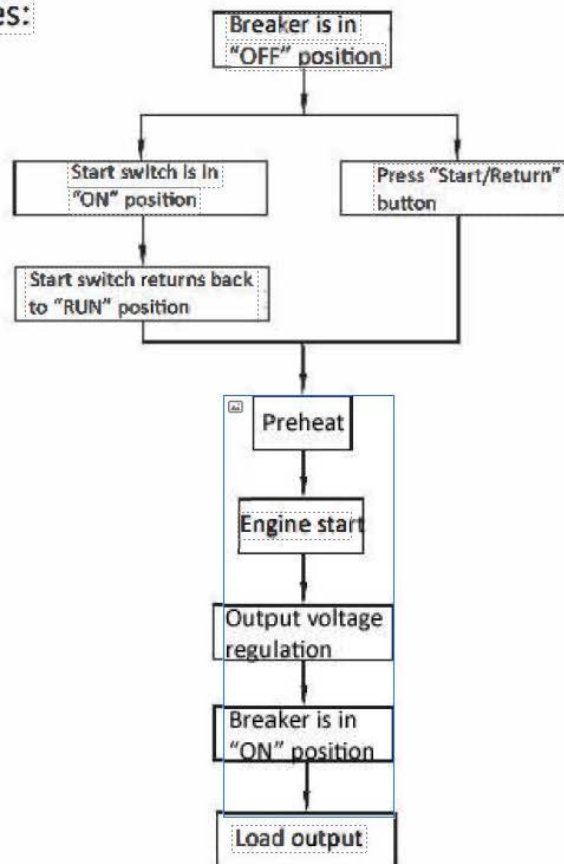 es:
Breaker is in
"OFF" position
Start switch is in
"ON" position
Press "Start/Return"
button
Start switch returns back
to "RUN" position
Preheat
Engine start
Output voltage
regulation
Breaker is in
"ON" position
Load output